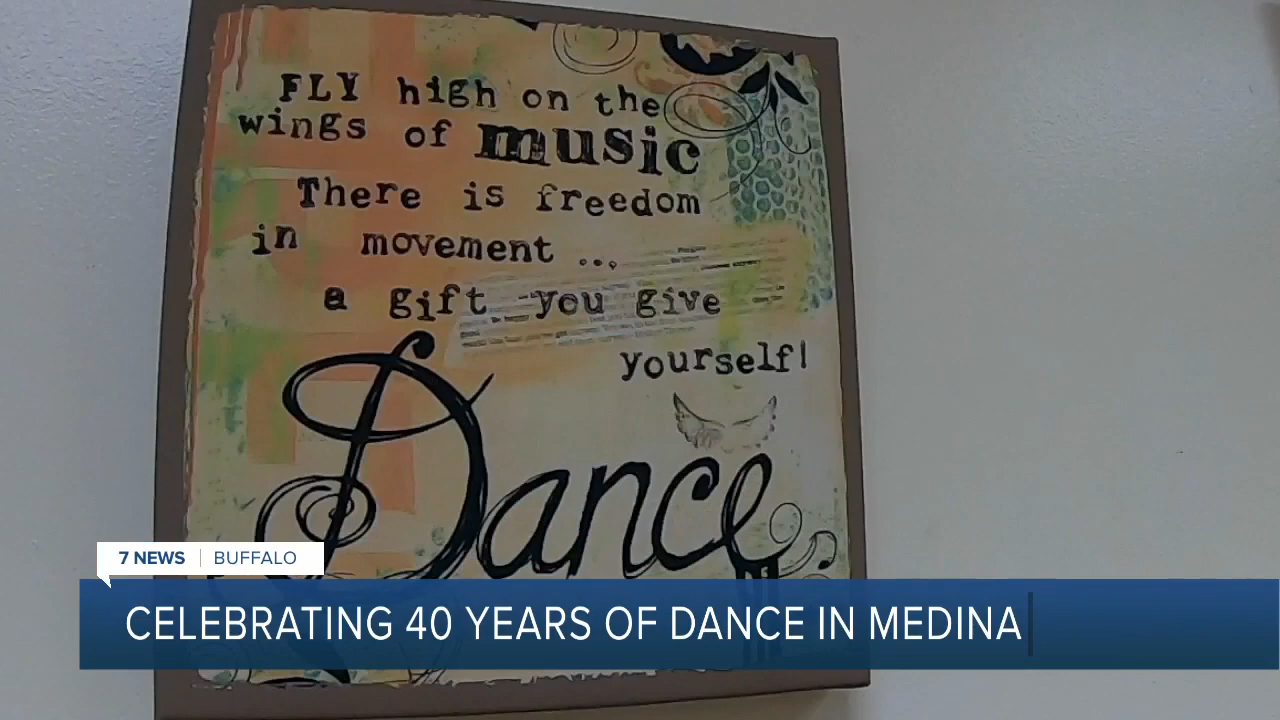 FLY high on the
wings of music
There is freedom
in movement ...
a gift you give
yourself!
Dance
7 NEWS | BUFFALO
CELEBRATING 40 YEARS OF DANCE IN MEDINA